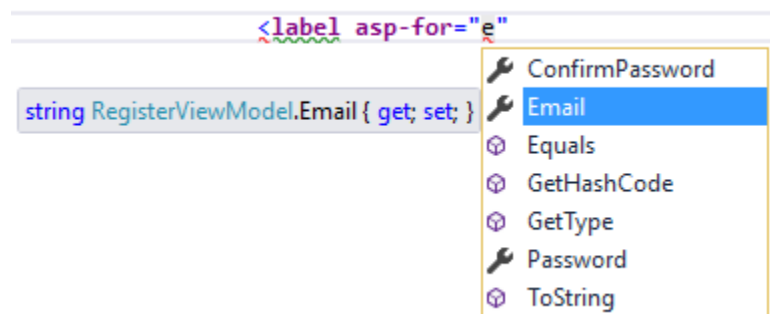 <label asp-for="e"
ConfirmPassword
string RegisterViewModel.Email { get; set; }
Email
Equals
GetHashCode
GetType
Password
ToString